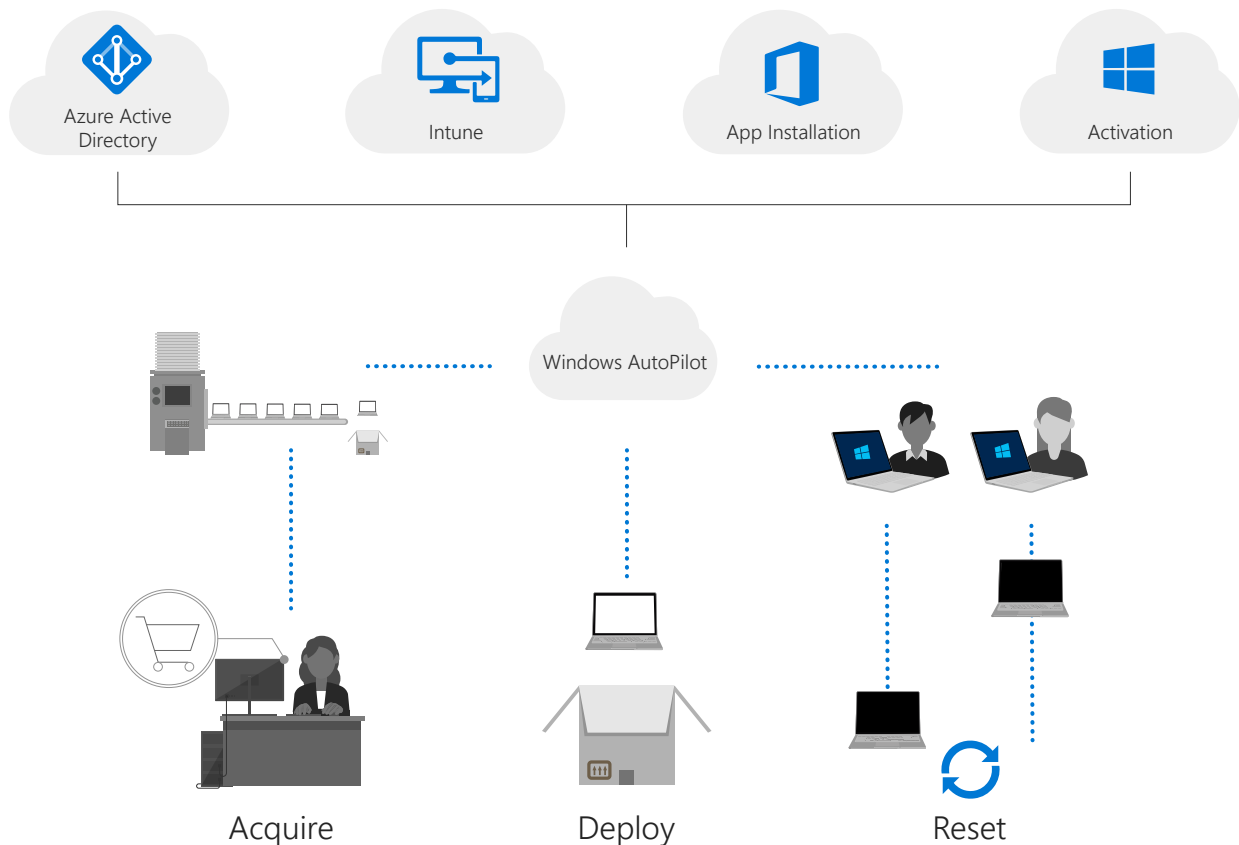 Azure Active
Directory
Intune
App Installation
Activation
Windows AutoPilot
Acquire
Deploy
Reset